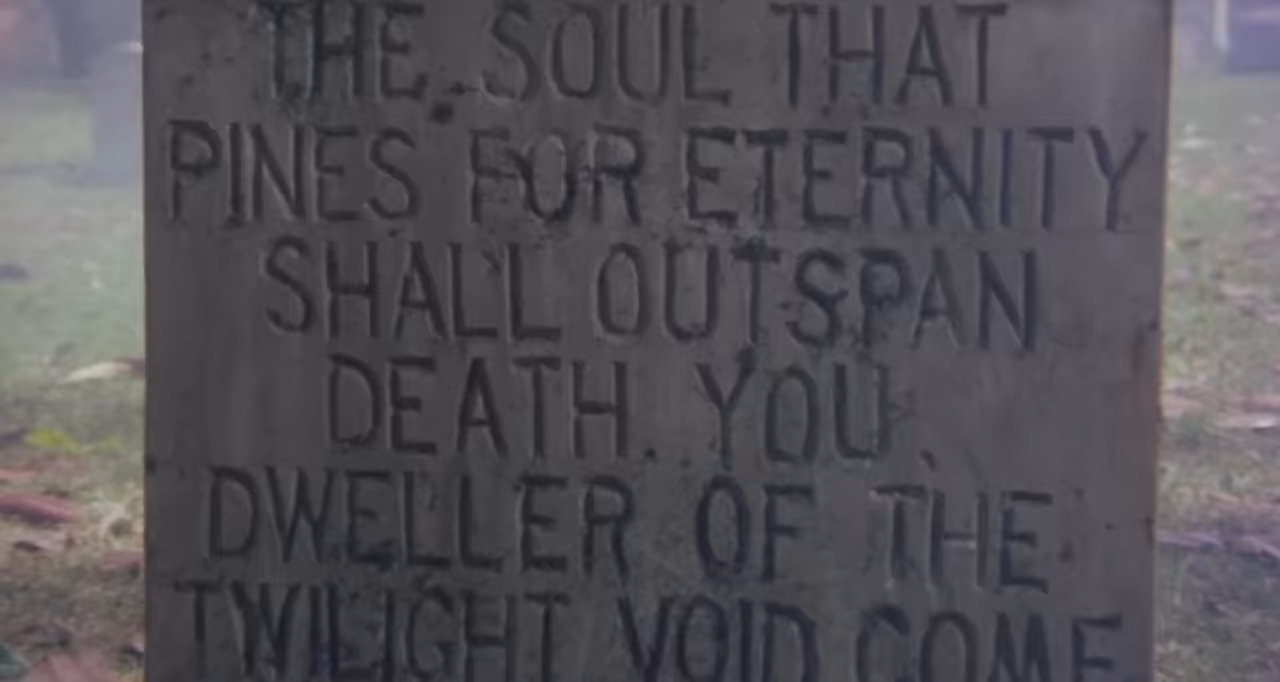 THE SOUL THAT
PINES FOR ETERNITY
SHALL OUTSPAN
DEATH. YOU,
DWELLER OF THE
TWILIGHT VOID COME